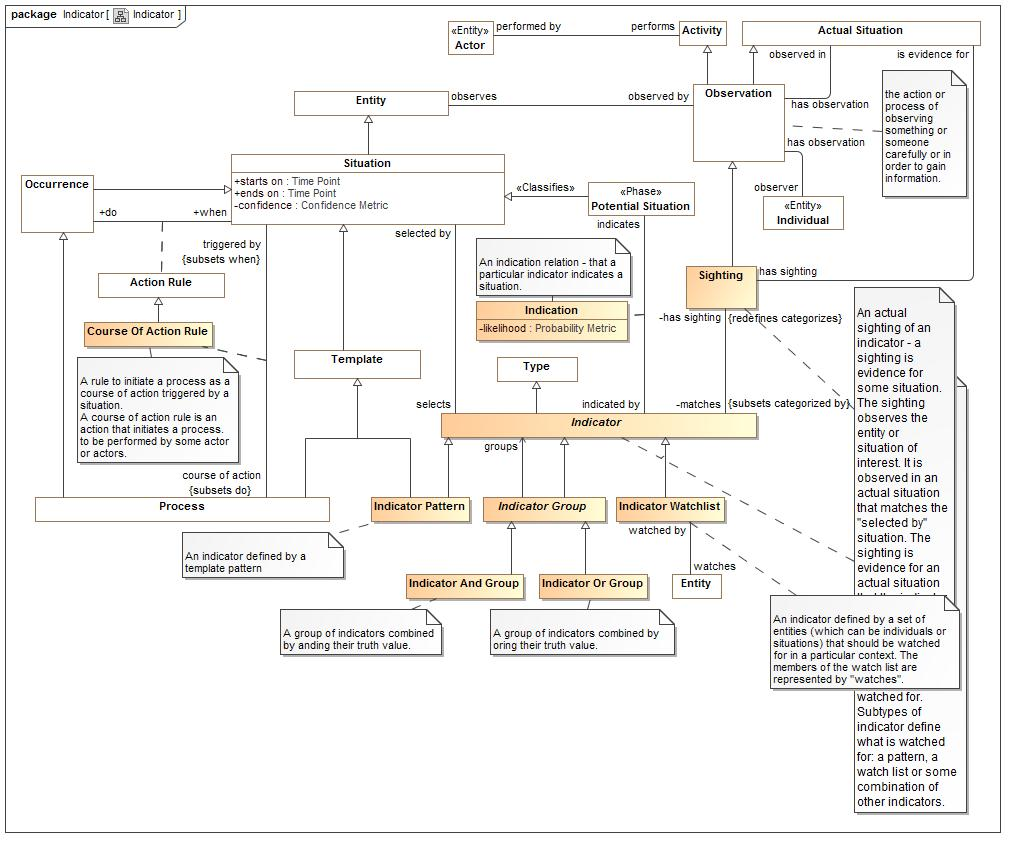 package Indicator [ Indicator ]
«Entity»
Actor
performed by
performs
Activity
Actual Situation
observed in
is evidence for
Entity
observes
observed by
Observation
has observation
the action or
process of
observing
something or
someone
carefully or in
order to gain
information.
has observation
observer
«Entity»
Individual
Occurrence
Situation
+starts on : Time Point
+ends on : Time Point
-confidence : Confidence Metric
«Classifies»
«Phase»
Potential Situation
+do
+when
triggered by
{subsets when}
selected by
indicates
Action Rule
An indication relation - that a
particular indicator indicates a
situation.
Sighting
has sighting
Indication
-likelihood : Probability Metric
-has sighting
{redefines categorizes}
Course Of Action Rule
A rule to initiate a process as a
course of action triggered by a
situation.
A course of action rule is an
action that initiates a process.
to be performed by some actor
or actors.
Template
Type
selects
indicated by
-matches
{subsets categorized by}
Indicator
groups
An actual
sighting of an
indicator - a
sighting is
evidence for
some situation.
The sighting
observes the
entity or
situation of
interest. It is
observed in an
actual situation
that matches the
"selected by"
situation. The
sighting is
evidence for an
actual situation
course of action
{subsets do}
Process
Indicator Pattern
Indicator Group
Indicator Watchlist
watched by
watches
Entity
An indicator defined by a
template pattern
Indicator And Group
Indicator Or Group
A group of indicators combined
by anding their truth value.
A group of indicators combined by
oring their truth value.
An indicator defined by a set of
entities (which can be individuals or
situations) that should be watched
for in a particular context. The
members of the watch list are
represented by "watches".
watched for.
Subtypes of
indicator define
what is watched
for: a pattern, a
watch list or some
combination of
other indicators.